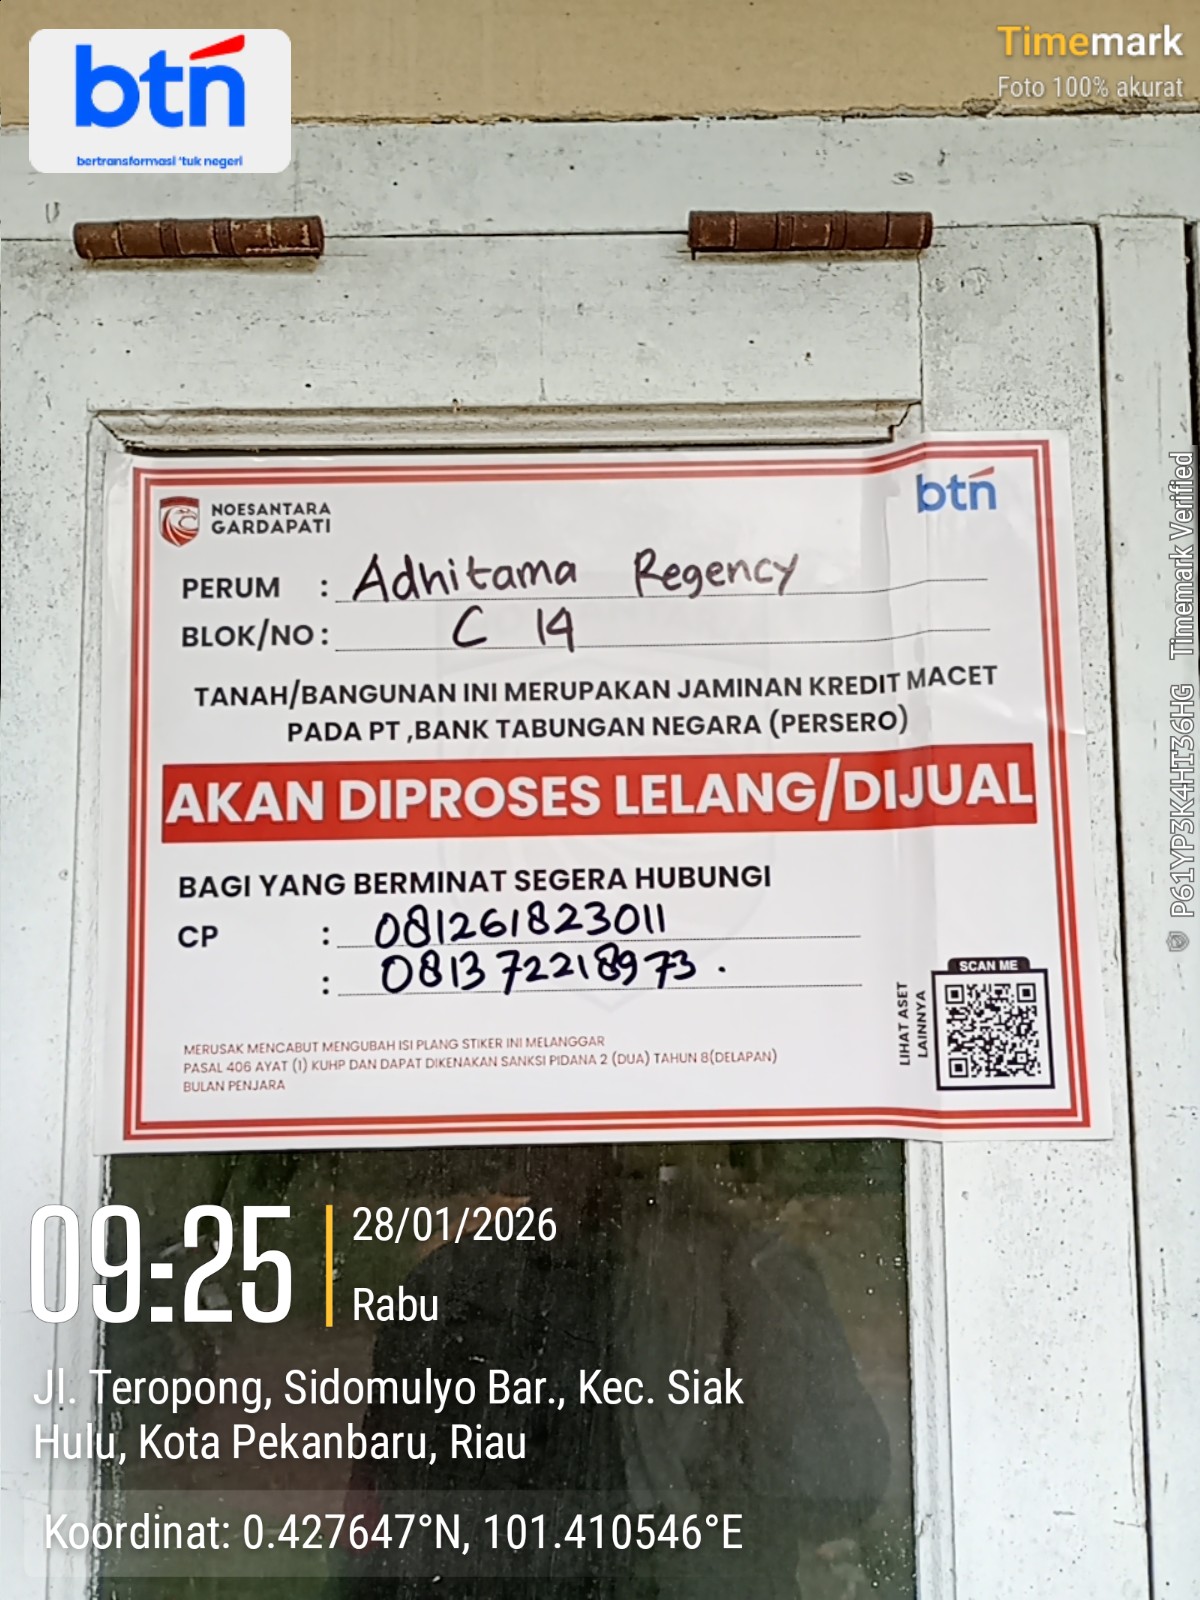 btn
bertransformasi 'tuk negeri
Timemark
Foto 100% akurat
NOESANTARA
GARDAPATI
btn
PERUM : Adhitama Regency
BLOK/NO : C 14
TANAH/BANGUNAN INI MERUPAKAN JAMINAN KREDIT MACET
PADA PT ,BANK TABUNGAN NEGARA (PERSERO)
AKAN DIPROSES LELANG/DIJUAL
BAGI YANG BERMINAT SEGERA HUBUNGI
CP : 081261823011
: 081372218973 .
SCAN ME
LIHAT ASET
LAINNYA
MERUSAK MENCABUT MENGUBAH ISI PLANG STIKER INI MELANGGAR
PASAL 406 AYAT (1) KUHP DAN DAPAT DIKENAKAN SANKSI PIDANA 2 (DUA) TAHUN 8(DELAPAN)
BULAN PENJARA
P61YP3K4HT36HG Timemark Verified
09:25
28/01/2026
Rabu
Jl. Teropong, Sidomulyo Bar., Kec. Siak
Hulu, Kota Pekanbaru, Riau
Koordinat: 0.427647°N, 101.410546°E